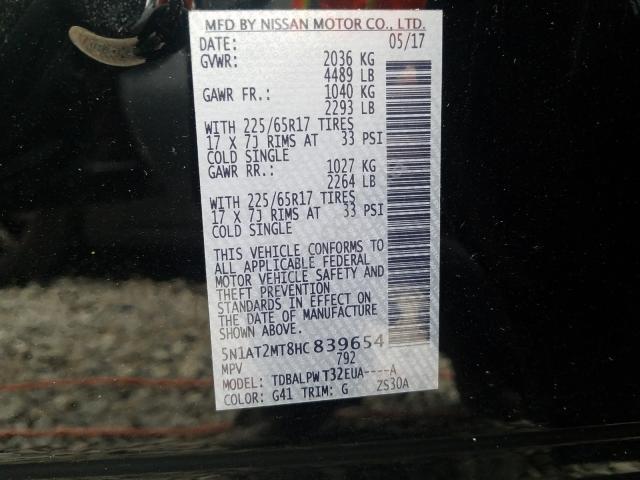 MFD BY NISSAN MOTOR CO., LTD.
DATE: 05/17
GVWR: 2036 KG
4489 LB
GAWR FR.: 1040 KG
2293 LB
WITH 225/65R17 TIRES
17 X 7J RIMS AT 33 PSI
COLD SINGLE
GAWR RR.: 1027 KG
2264 LB
WITH 225/65R17 TIRES
17 X 7J RIMS AT 33 PSI
COLD SINGLE
THIS VEHICLE CONFORMS TO
ALL APPLICABLE FEDERAL
MOTOR VEHICLE SAFETY AND
THEFT PREVENTION
STANDARDS IN EFFECT ON
THE DATE OF MANUFACTURE
SHOWN ABOVE.
5N1AT2MT8HC 839654
MPV 792
MODEL: TDBALPW T32EUA----A
COLOR: G41 TRIM: G ZS30A